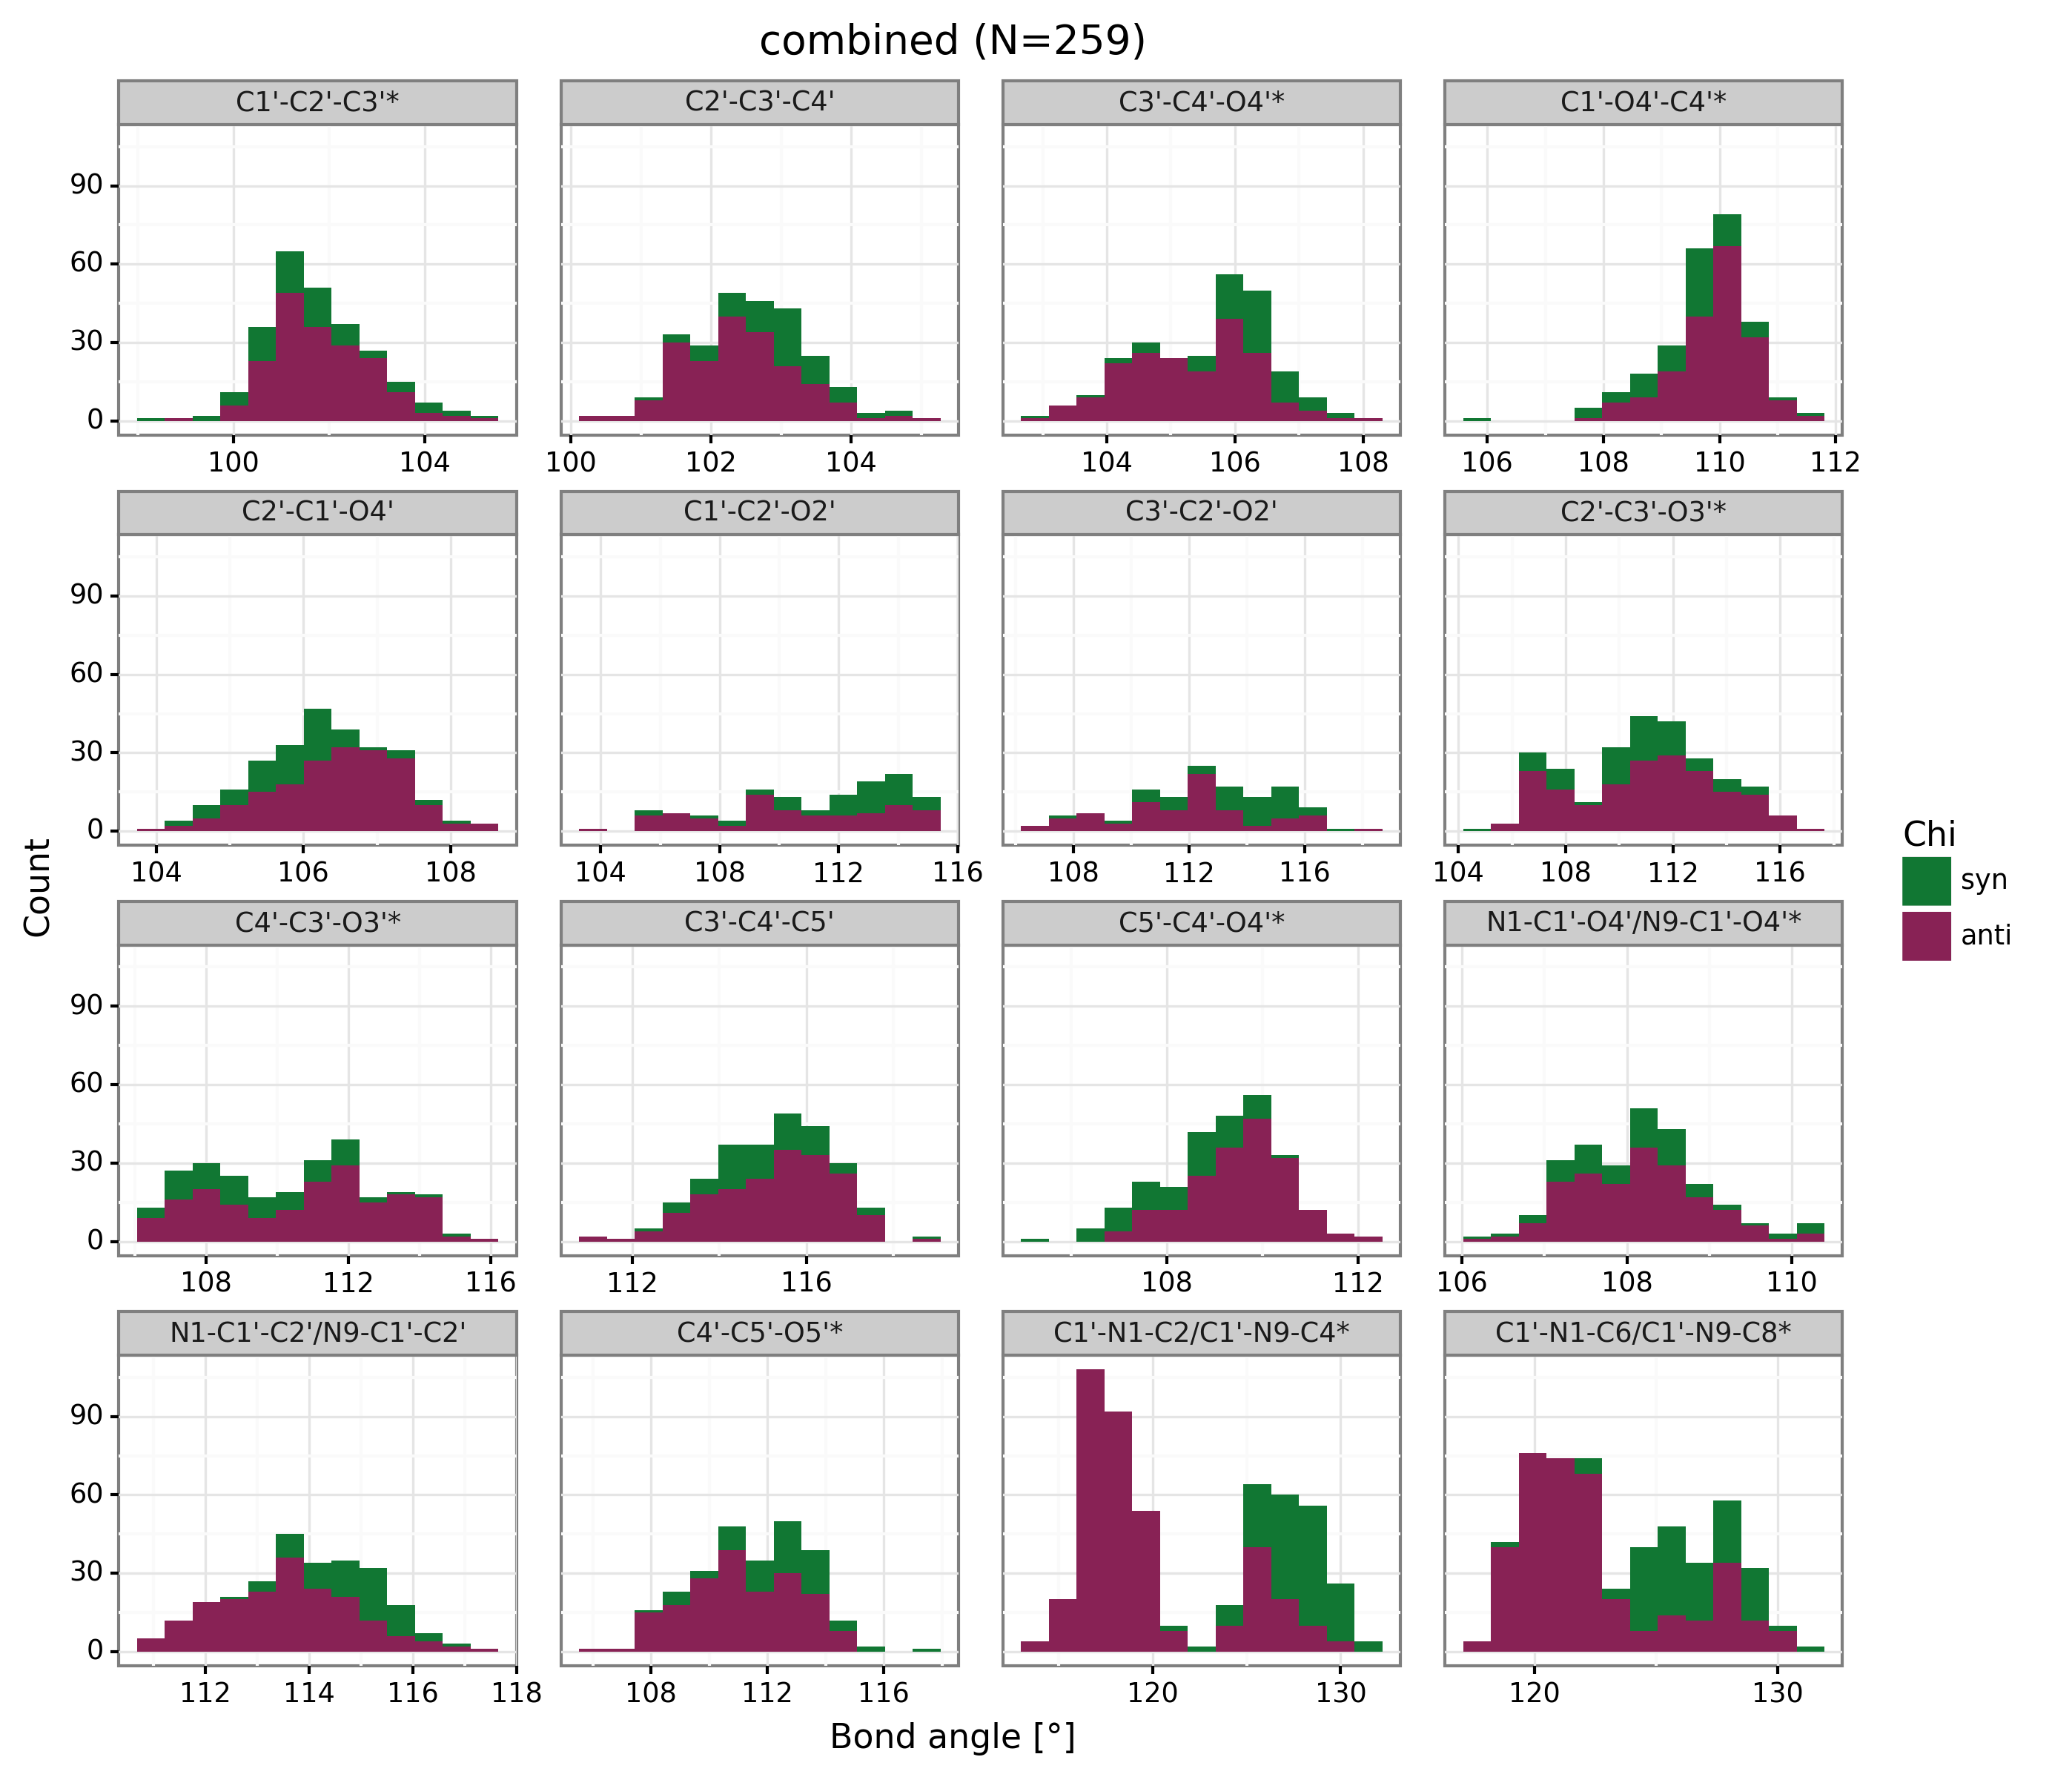 combined (N=259)
C1'-C2'-C3'*
C2'-C3'-C4'
C3'-C4'-O4'*
C1'-O4'-C4'*
90
60
30
0
100 104
100 102 104
104 106 108
106 108 110 112
C2'-C1'-O4'
C1'-C2'-O2'
C3'-C2'-O2'
C2'-C3'-O3'*
90
60
30
0
104 106 108
104 108 112 116
108 112 116
104 108 112 116
Count
C4'-C3'-O3'*
C3'-C4'-C5'
C5'-C4'-O4'*
N1-C1'-O4'/N9-C1'-O4'*
90
60
30
0
108 112 116
112 116
108 112
106 108 110
N1-C1'-C2'/N9-C1'-C2'
C4'-C5'-O5'*
C1'-N1-C2/C1'-N9-C4*
C1'-N1-C6/C1'-N9-C8*
90
60
30
0
112 114 116 118
108 112 116
120 130
120 130
Bond angle [°]
Chi
syn
anti